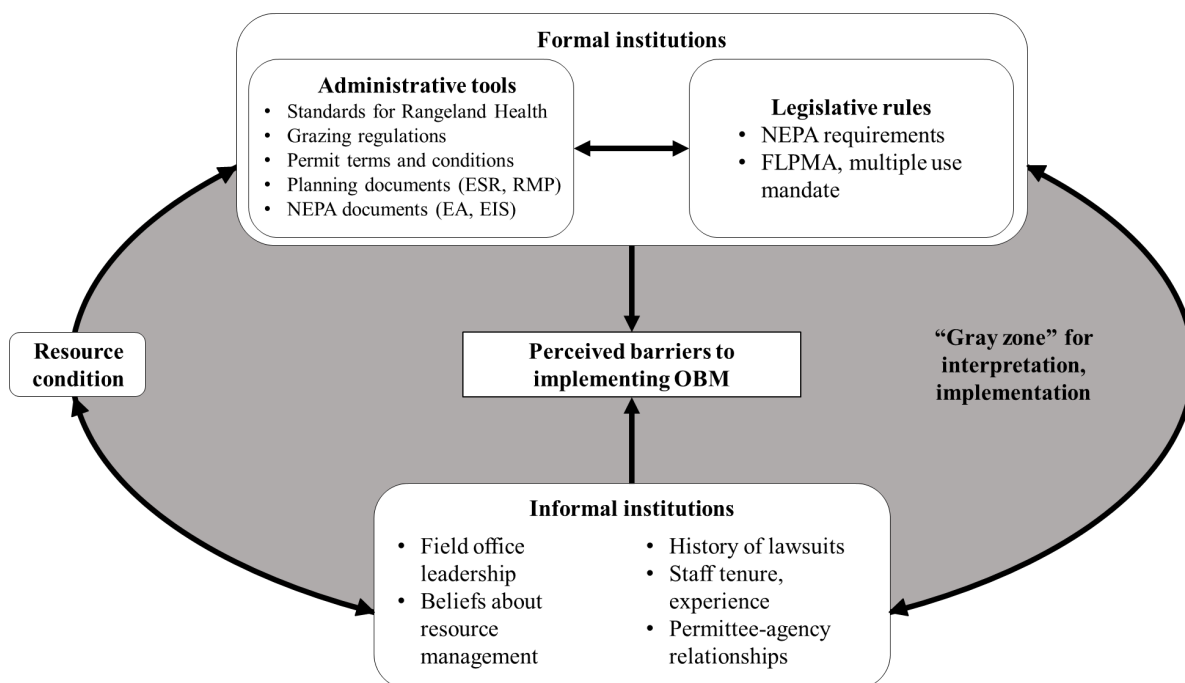 Formal institutions
Administrative tools
• Standards for Rangeland Health
• Grazing regulations
• Permit terms and conditions
• Planning documents (ESR, RMP)
• NEPA documents (EA, EIS)
Legislative rules
• NEPA requirements
• FLPMA, multiple use
mandate
Resource
condition
Perceived barriers to
implementing OBM
“Gray zone” for
interpretation,
implementation
Informal institutions
• Field office
leadership
• Beliefs about
resource
management
• History of lawsuits
• Staff tenure,
experience
• Permittee-agency
relationships